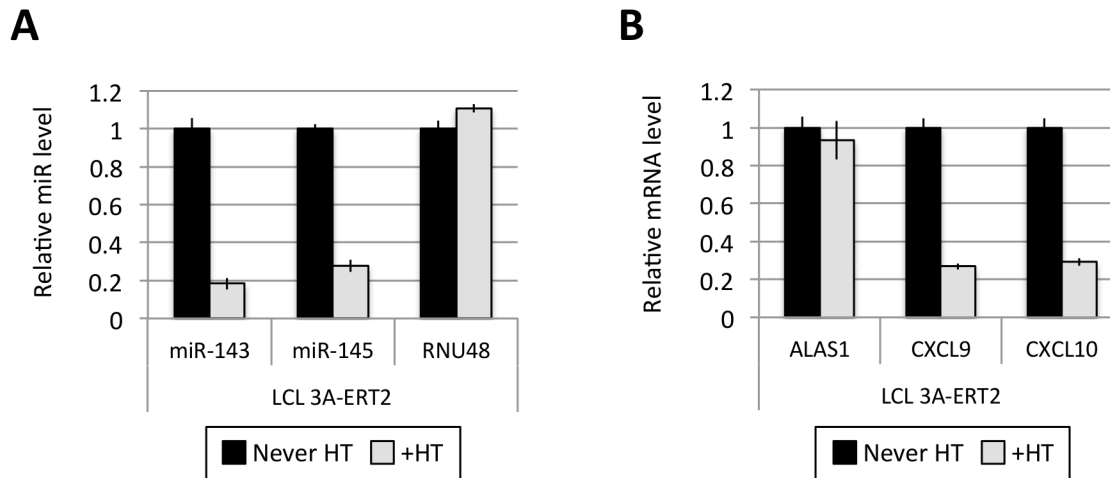 A
Relative miR level
1.2
1
0.8
0.6
0.4
0.2
0
miR-143 miR-145 RNU48
LCL 3A-ERT2
Never HT +HT
B
Relative mRNA level
1.2
1
0.8
0.6
0.4
0.2
0
ALAS1 CXCL9 CXCL10
LCL 3A-ERT2
Never HT +HT